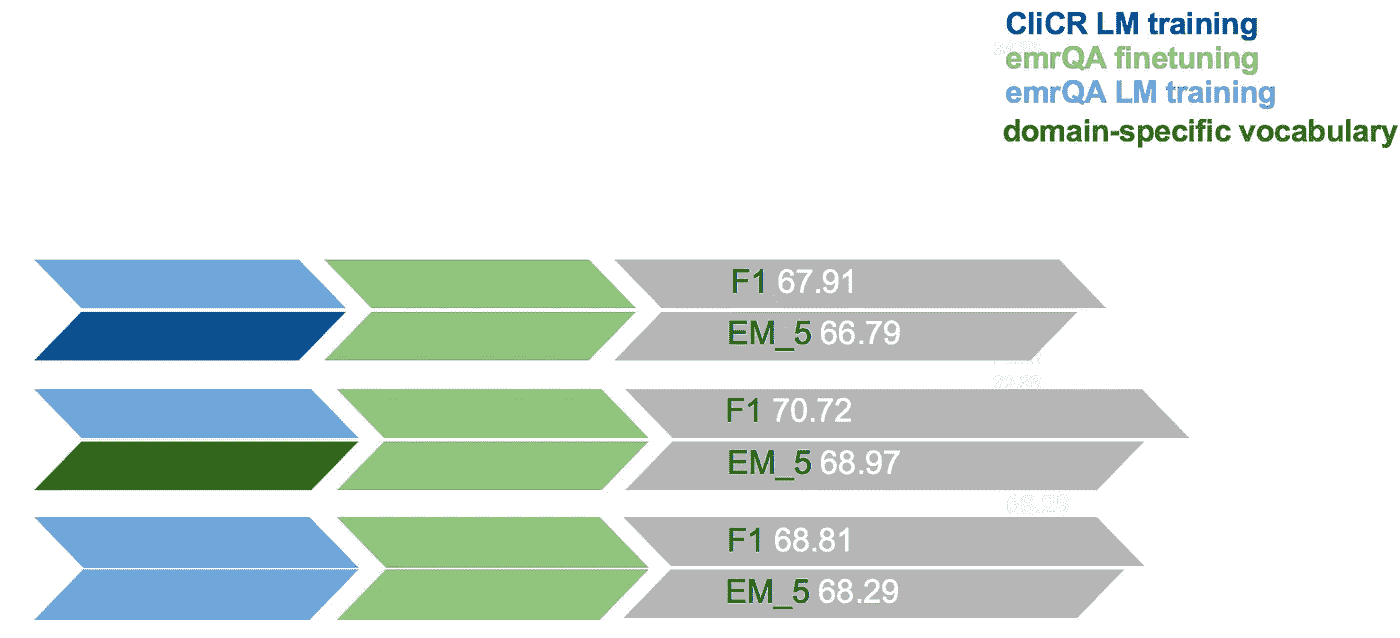 CliCR LM training
emrQA finetuning
emrQA LM training
domain-specific vocabulary
F1 67.91
EM_5 66.79
F1 70.72
EM_5 68.97
F1 68.81
EM_5 68.29